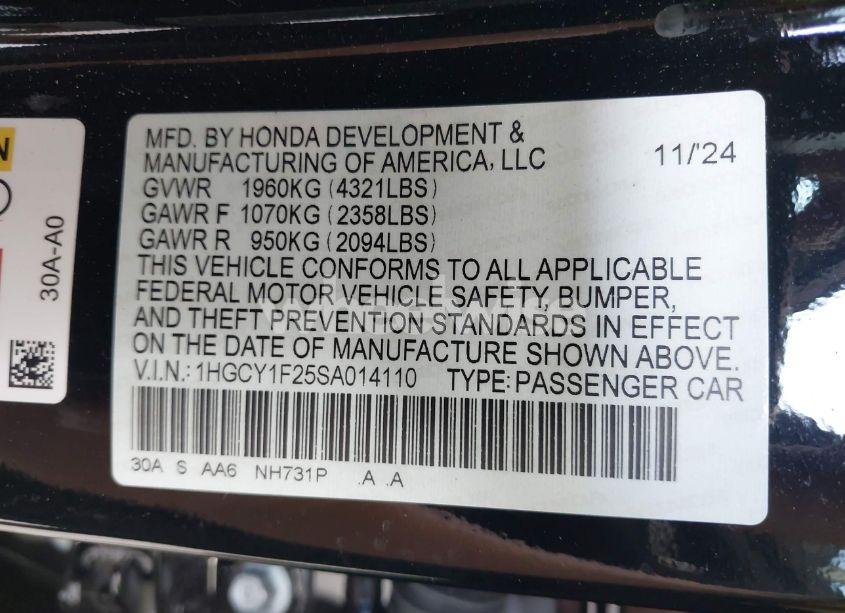 N
30A-A0
MFD. BY HONDA DEVELOPMENT &
MANUFACTURING OF AMERICA, LLC 11/'24
GVWR 1960KG (4321LBS)
GAWR F 1070KG (2358LBS)
GAWR R 950KG (2094LBS)
THIS VEHICLE CONFORMS TO ALL APPLICABLE
FEDERAL MOTOR VEHICLE SAFETY, BUMPER,
AND THEFT PREVENTION STANDARDS IN EFFECT
ON THE DATE OF MANUFACTURE SHOWN ABOVE.
V.I.N.: 1HGCY1F25SA014110 TYPE: PASSENGER CAR
30A S AA6 NH731P .A .A